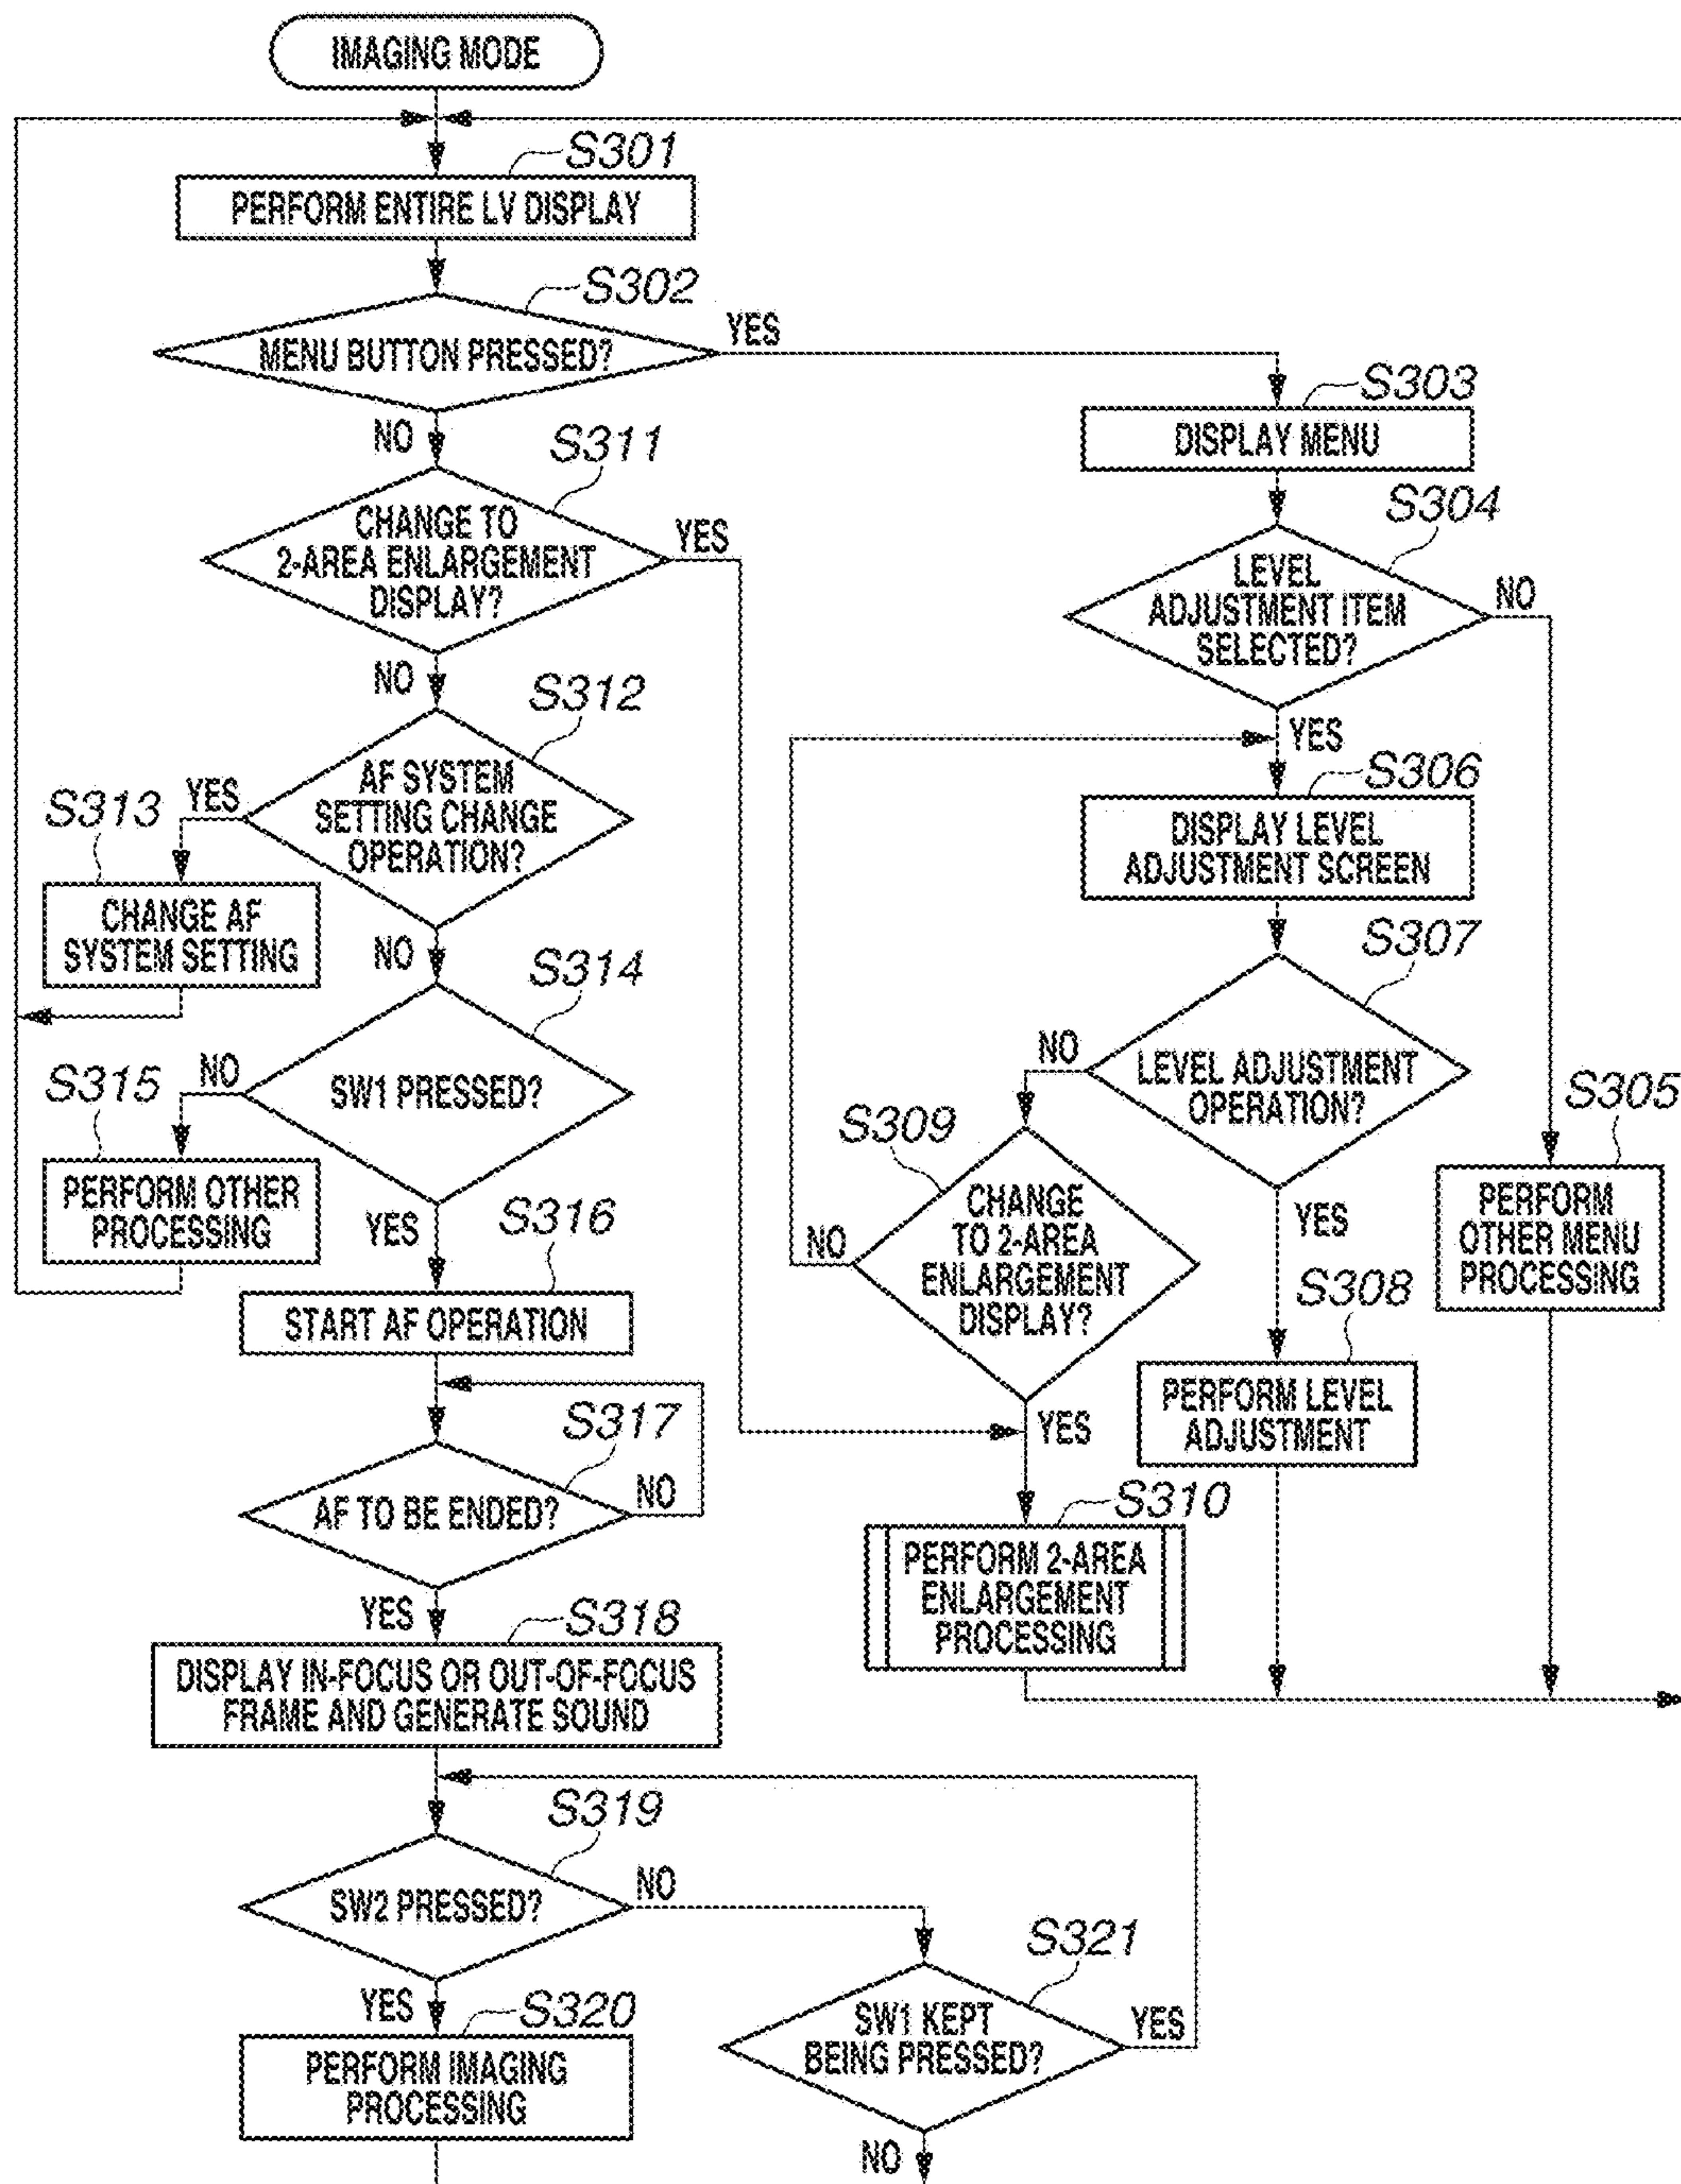 IMAGING MODE
S301
PERFORM ENTIRE LV DISPLAY
S302
MENU BUTTON PRESSED?
YES
NO
S303
DISPLAY MENU
S311
CHANGE TO
2-AREA ENLARGEMENT
DISPLAY?
YES
NO
S304
LEVEL
ADJUSTMENT ITEM
SELECTED?
NO
YES
S312
AF SYSTEM
SETTING CHANGE
OPERATION?
YES
NO
S313
CHANGE AF
SYSTEM SETTING
S306
DISPLAY LEVEL
ADJUSTMENT SCREEN
S307
LEVEL ADJUSTMENT
OPERATION?
NO
YES
S314
SW1 PRESSED?
NO
YES
S315
PERFORM OTHER
PROCESSING
S309
CHANGE
TO 2-AREA
ENLARGEMENT
DISPLAY?
NO
YES
S305
PERFORM
OTHER MENU
PROCESSING
S308
PERFORM LEVEL
ADJUSTMENT
S316
START AF OPERATION
S317
AF TO BE ENDED?
NO
YES
S310
PERFORM 2-AREA
ENLARGEMENT
PROCESSING
S318
DISPLAY IN-FOCUS OR OUT-OF-FOCUS
FRAME AND GENERATE SOUND
S319
SW2 PRESSED?
NO
YES
S321
SW1 KEPT
BEING PRESSED?
YES
NO
S320
PERFORM IMAGING
PROCESSING